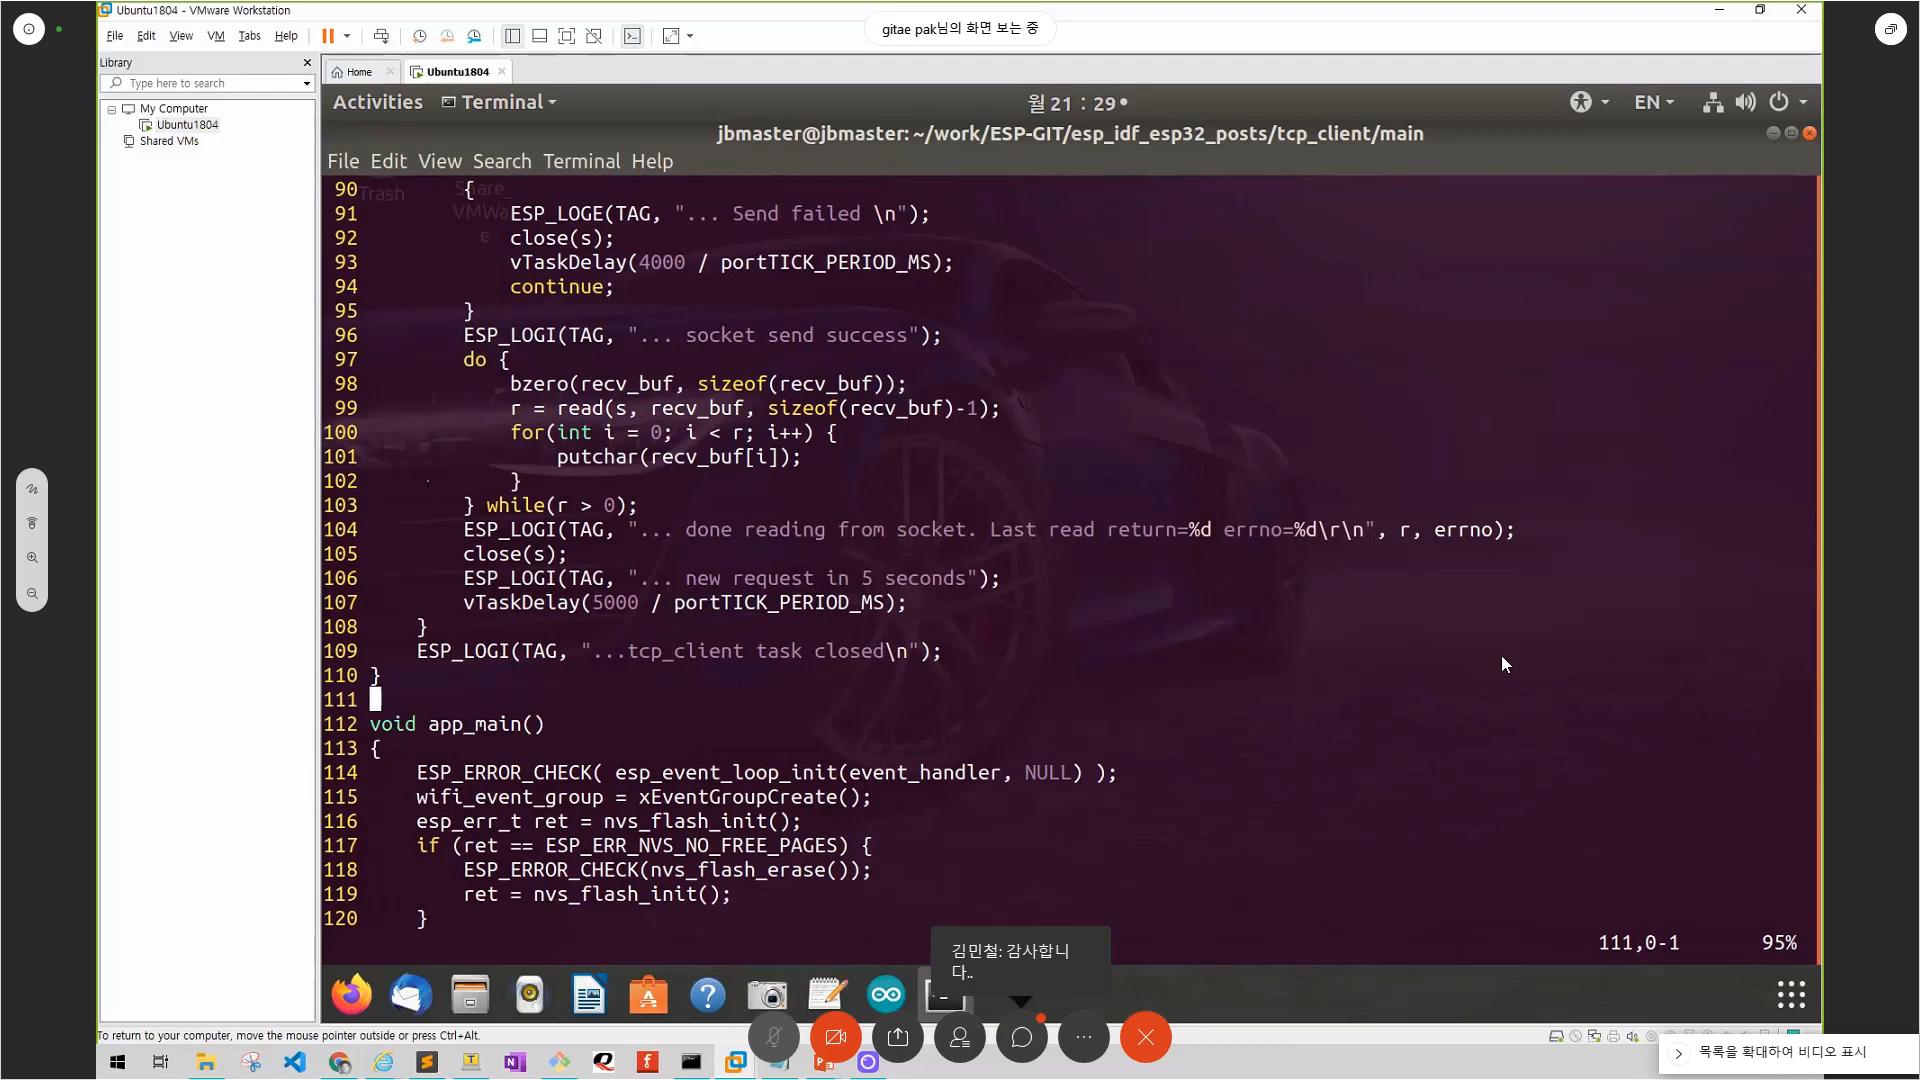 Ubuntu1804 - VMware Workstation
gitae pak님의 화면 보는 중
File Edit View VM Tabs Help
Library
Type here to search
My Computer
Ubuntu1804
Shared VMs
Home
Ubuntu1804
Activities Terminal 월 21 : 29 EN
jbmaster@jbmaster: ~/work/ESP-GIT/esp_idf_esp32_posts/tcp_client/main
File Edit View Search Terminal Help
Trash
Share_
VMWa
e
90 {
91 ESP_LOGE(TAG, "... Send failed \n");
92 close(s);
93 vTaskDelay(4000 / portTICK_PERIOD_MS);
94 continue;
95 }
96 ESP_LOGI(TAG, "... socket send success");
97 do {
98 bzero(recv_buf, sizeof(recv_buf));
99 r = read(s, recv_buf, sizeof(recv_buf)-1);
100 for(int i = 0; i < r; i++) {
101 putchar(recv_buf[i]);
102 }
103 } while(r > 0);
104 ESP_LOGI(TAG, "... done reading from socket. Last read return=%d errno=%d\r\n", r, errno);
105 close(s);
106 ESP_LOGI(TAG, "... new request in 5 seconds");
107 vTaskDelay(5000 / portTICK_PERIOD_MS);
108 }
109 ESP_LOGI(TAG, "...tcp_client task closed\n");
110 }
111
112 void app_main()
113 {
114 ESP_ERROR_CHECK( esp_event_loop_init(event_handler, NULL) );
115 wifi_event_group = xEventGroupCreate();
116 esp_err_t ret = nvs_flash_init();
117 if (ret == ESP_ERR_NVS_NO_FREE_PAGES) {
118 ESP_ERROR_CHECK(nvs_flash_erase());
119 ret = nvs_flash_init();
120 }
111,0-1 95%
김민철: 감사합니
다..
To return to your computer, move the mouse pointer outside or press Ctrl+Alt.
목록을 확대하여 비디오 표시